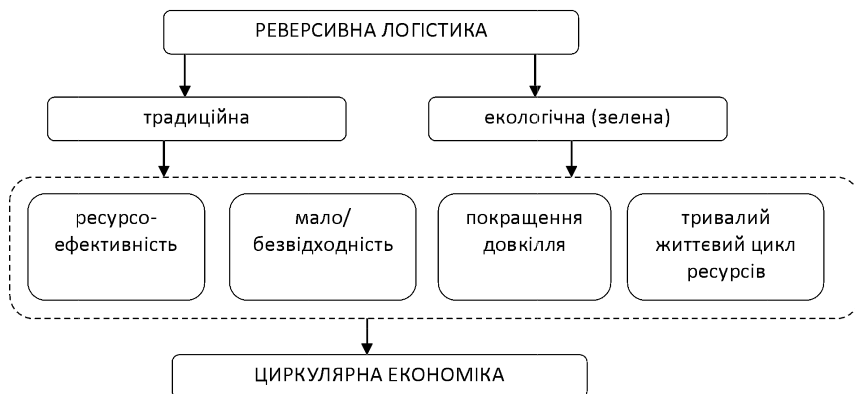 РЕВЕРСИВНА ЛОГІСТИКА
традиційна
екологічна (зелена)
ресурсо-
ефективність
мало/
безвідходність
покращення
довкілля
тривалий
життєвий цикл
ресурсів
ЦИРКУЛЯРНА ЕКОНОМІКА